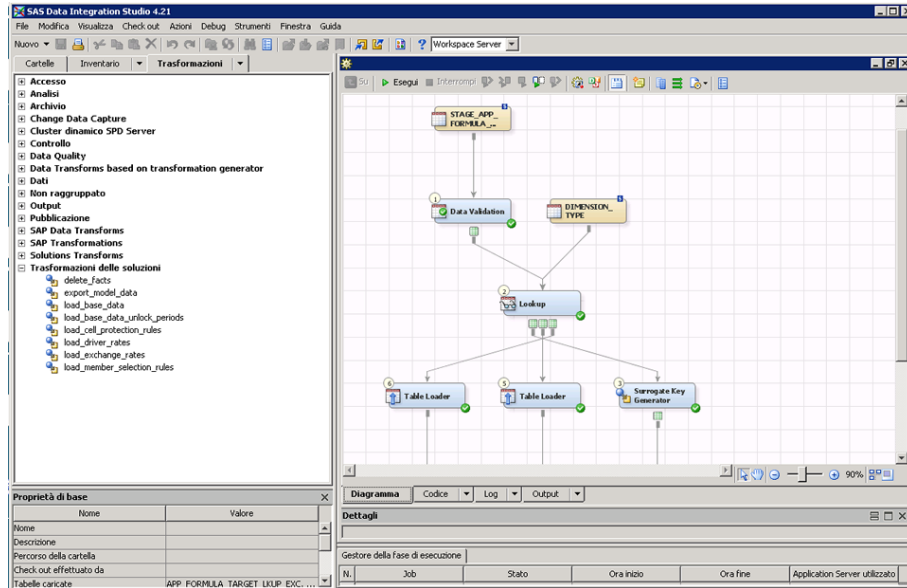 SAS Data Integration Studio 4.21
File Modifica Visualizza Check out Azioni Debug Strumenti Finestra Guida
Nuovo Workspace Server
Cartelle Inventario Trasformazioni
Accesso
Analisi
Archivio
Change Data Capture
Cluster dinamico SPD Server
Controllo
Data Quality
Data Transforms based on transformation generator
Dati
Non raggruppato
Output
Pubblicazione
SAP Data Transforms
SAP Transformations
Solutions Transforms
Trasformazioni delle soluzioni
delete_facts
export_model_data
load_base_data
load_base_data_unlock_periods
load_cell_protection_rules
load_driver_rates
load_exchange_rates
load_member_selection_rules
Proprietà di base
Nome Valore
Nome
Descrizione
Percorso della cartella
Check out effettuato da
Tabelle caricate APP_FORMULA_TARGET_LKUP_EXC, ...
Su Esegui Interrompi
STAGE_APP_
FORMULA_...
1
Data Validation
DIMENSION_
TYPE
2
Lookup
6
Table Loader
5
Table Loader
3
Surrogate Key
Generator
90%
Diagramma Codice Log Output
Dettagli
Gestore della fase di esecuzione
N. Job Stato Ora inizio Ora fine Application Server utilizzato